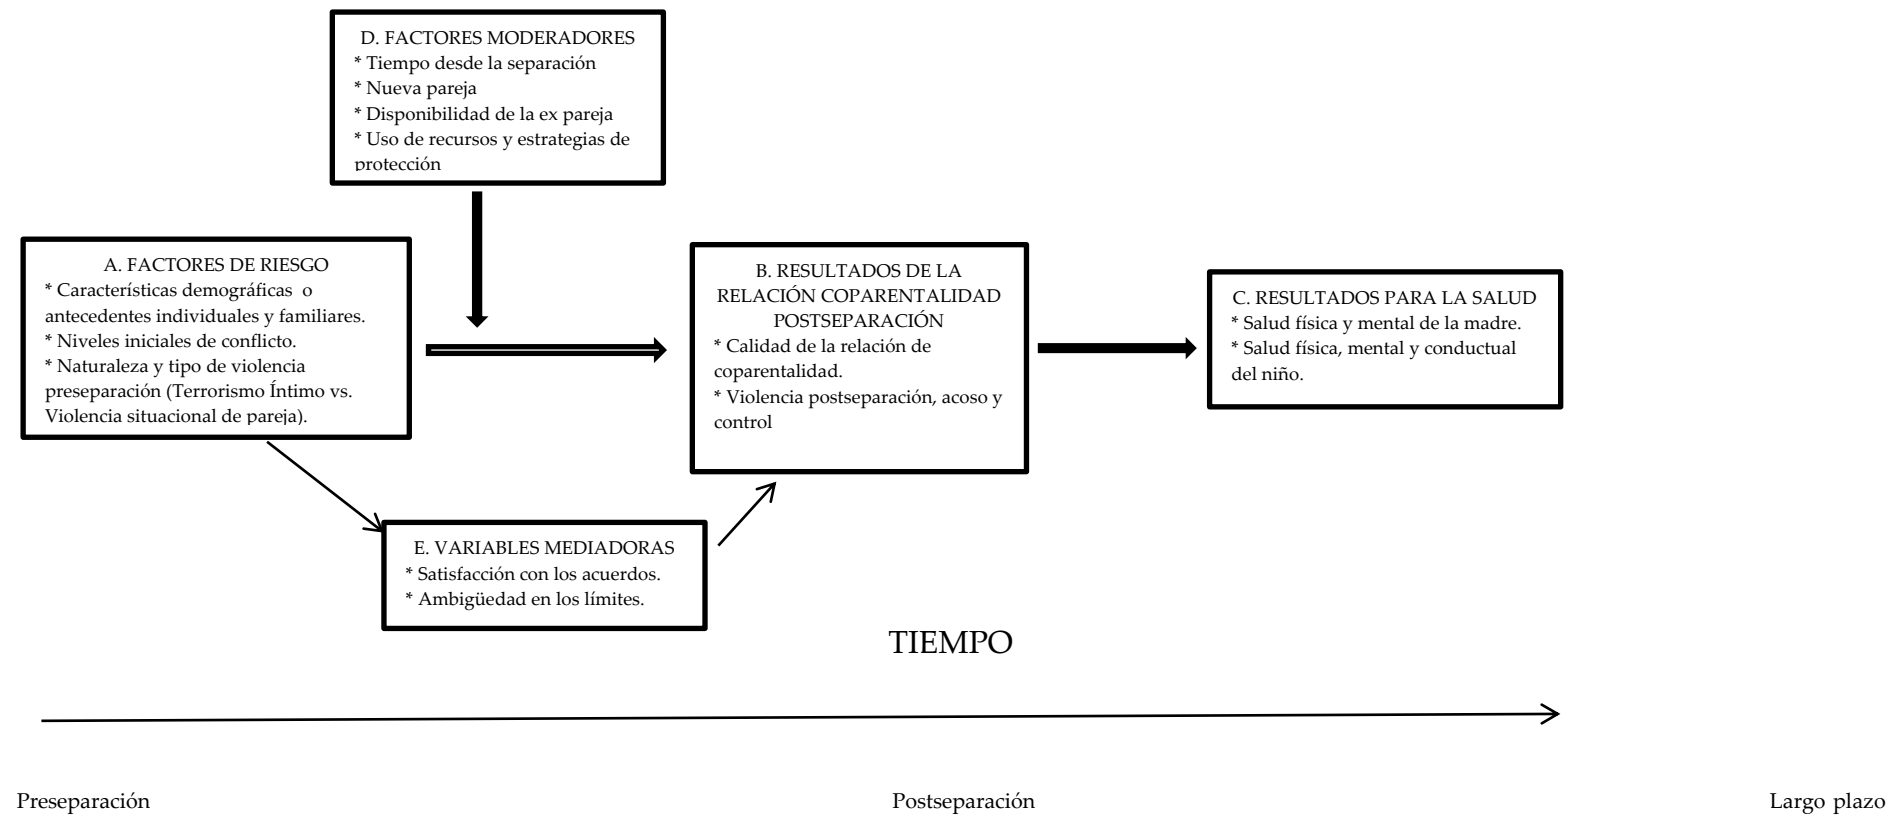 D. FACTORES MODERADORES
* Tiempo desde la separación
* Nueva pareja
* Disponibilidad de la ex pareja
* Uso de recursos y estrategias de
protección
A. FACTORES DE RIESGO
* Características demográficas o
antecedentes individuales y familiares.
* Niveles iniciales de conflicto.
* Naturaleza y tipo de violencia
preseparación (Terrorismo Íntimo vs.
Violencia situacional de pareja).
B. RESULTADOS DE LA
RELACIÓN COPARENTALIDAD
POSTSEPARACIÓN
* Calidad de la relación de
coparentalidad.
* Violencia postseparación, acoso y
control
C. RESULTADOS PARA LA SALUD
* Salud física y mental de la madre.
* Salud física, mental y conductual
del niño.
E. VARIABLES MEDIADORAS
* Satisfacción con los acuerdos.
* Ambigüedad en los límites.
TIEMPO
Preseparación
Postseparación
Largo plazo